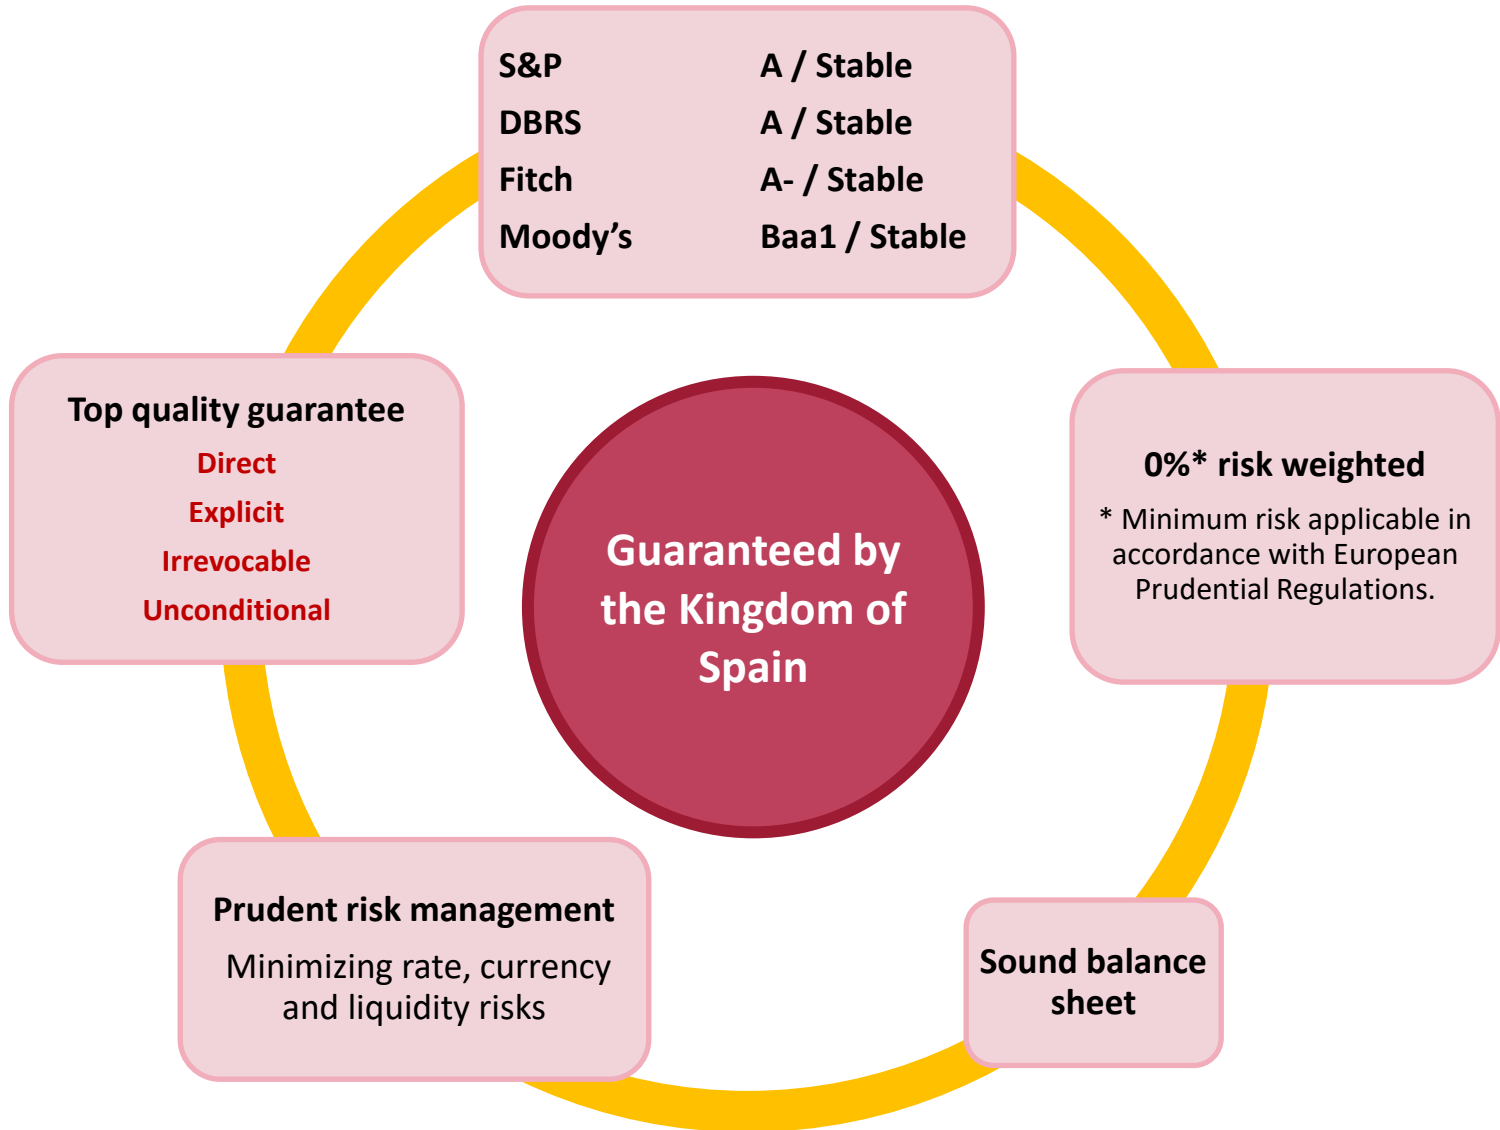 S&P A / Stable
DBRS A / Stable
Fitch A- / Stable
Moody’s Baa1 / Stable
Top quality guarantee
Direct
Explicit
Irrevocable
Unconditional
0%* risk weighted
* Minimum risk applicable in
accordance with European
Prudential Regulations.
Guaranteed by
the Kingdom of
Spain
Prudent risk management
Minimizing rate, currency
and liquidity risks
Sound balance
sheet